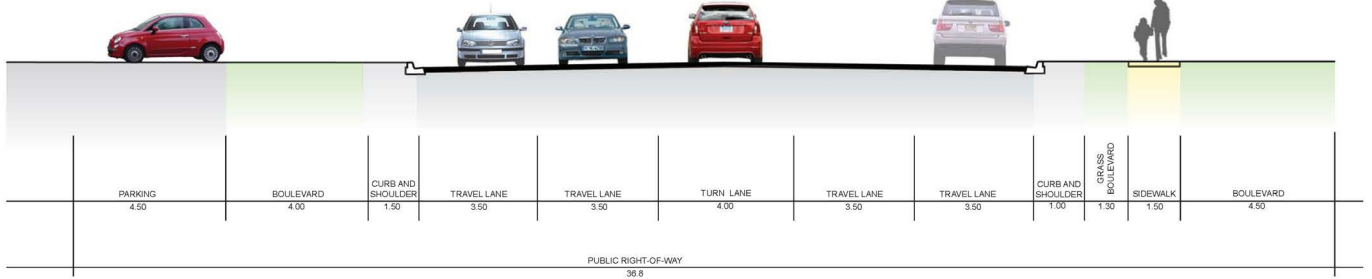 PARKING
4.50
BOULEVARD
4.00
CURB AND
SHOULDER
1.50
TRAVEL LANE
3.50
TRAVEL LANE
3.50
TURN LANE
4.00
TRAVEL LANE
3.50
TRAVEL LANE
3.50
CURB AND
SHOULDER
1.00
GRASS
BOULEVARD
1.30
SIDEWALK
1.50
BOULEVARD
4.50
PUBLIC RIGHT-OF-WAY
36.8